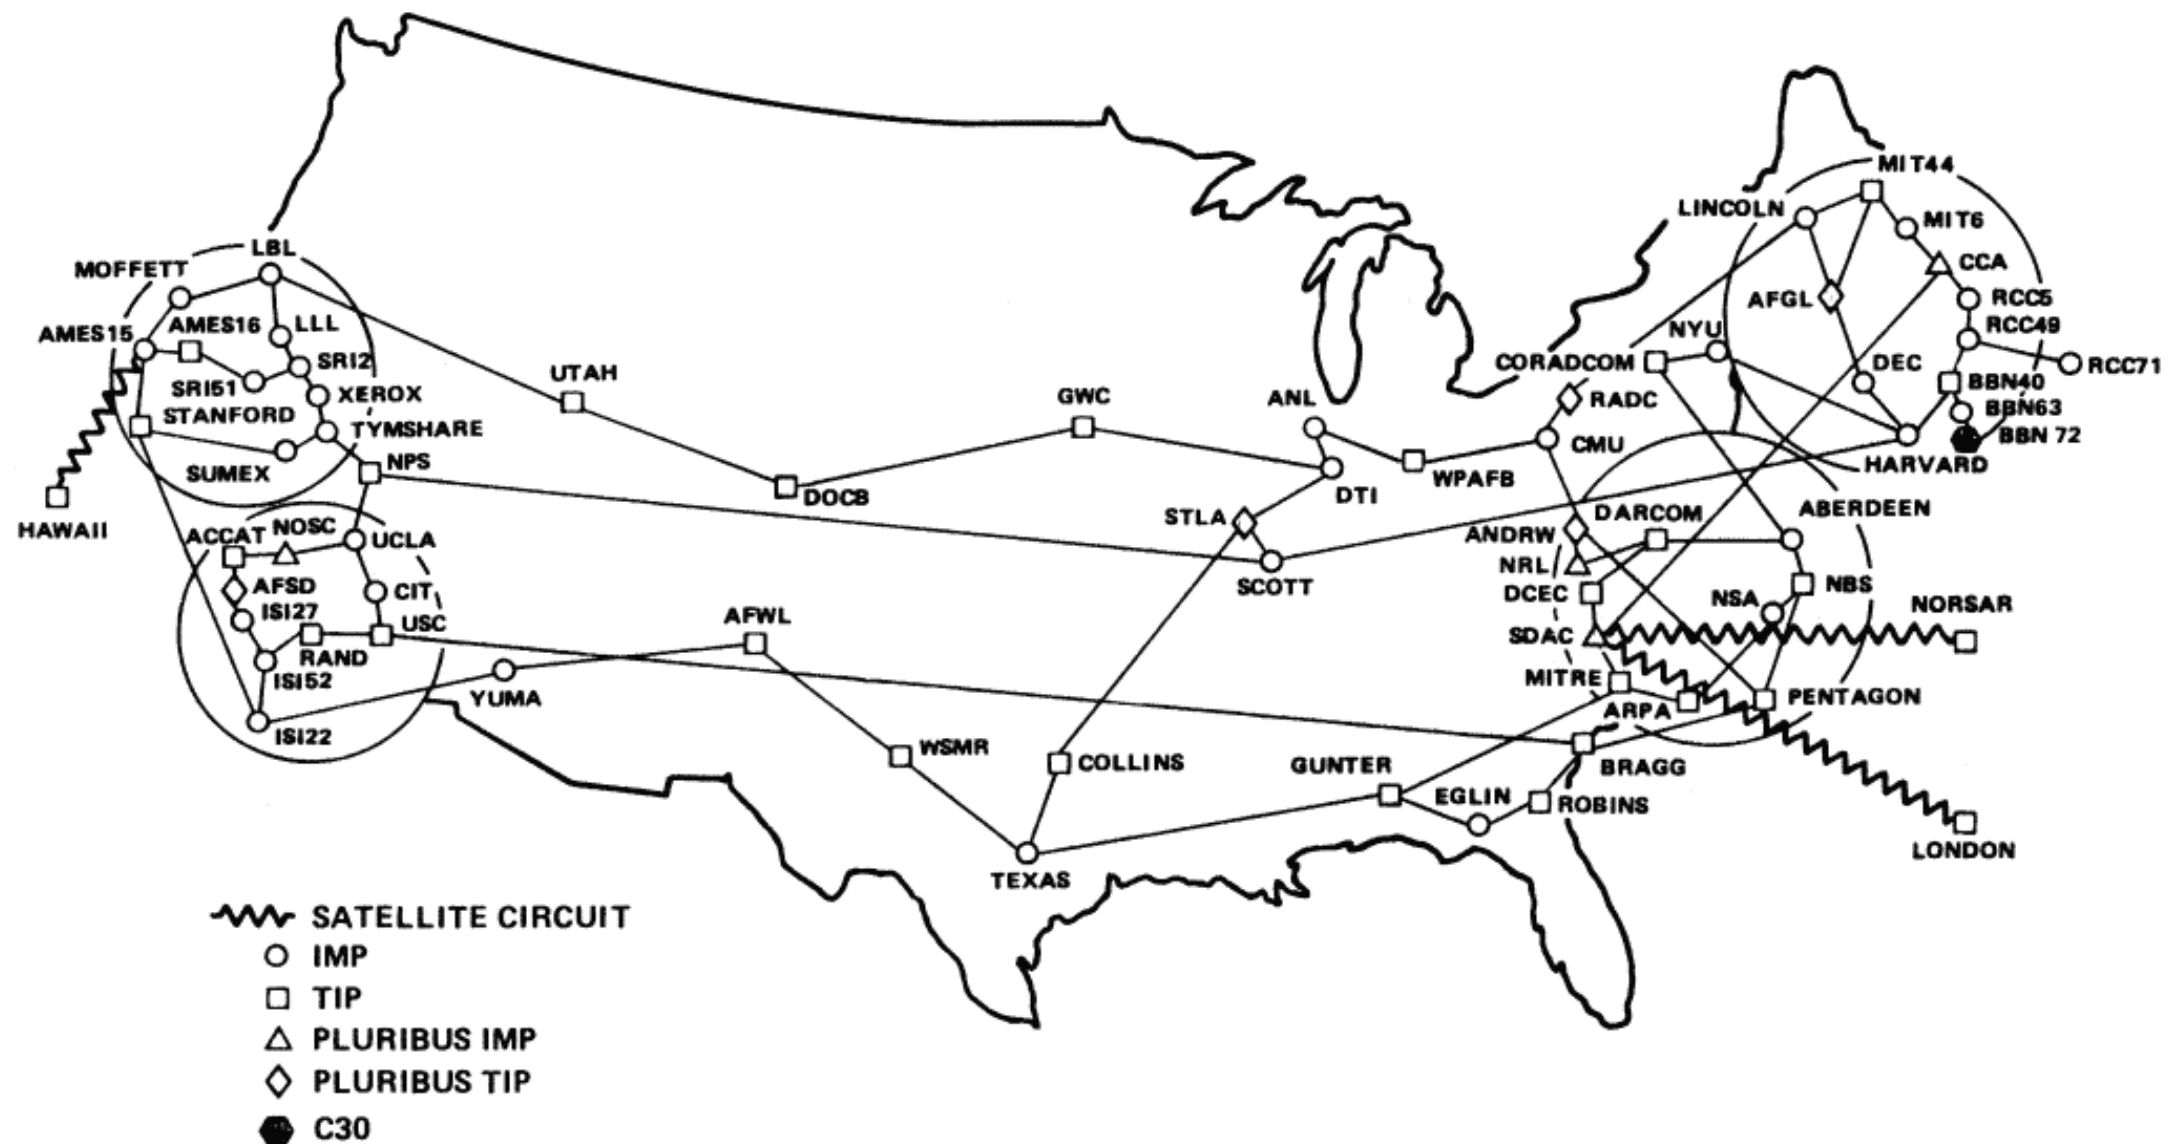 MIT44
LINCOLN
MIT6
LBL
CCA
MOFFETT
AFGL
RCC5
AMES16
LLL
RCC49
AMES15
NYU
SRI2
CORADCOM
DEC
RCC71
UTAH
SRI51
XEROX
GWC
ANL
RADC
BBN40
STANFORD
BBN63
TYMSHARE
CMU
BBN 72
SUMEX
NPS
WPAFB
HARVARD
DOCB
DTI
HAWAII
NOSC
STLA
DARCOM
ABERDEEN
ACCAT
UCLA
ANDRW
NRL
AFSD
CIT
SCOTT
DCEC
NBS
ISI27
AFWL
NSA
NORSAR
USC
SDAC
RAND
ISI52
YUMA
MITRE
PENTAGON
ARPA
ISI22
WSMR
COLLINS
GUNTER
BRAGG
EGLIN
ROBINS
LONDON
TEXAS
SATELLITE CIRCUIT
IMP
TIP
PLURIBUS IMP
PLURIBUS TIP
C30